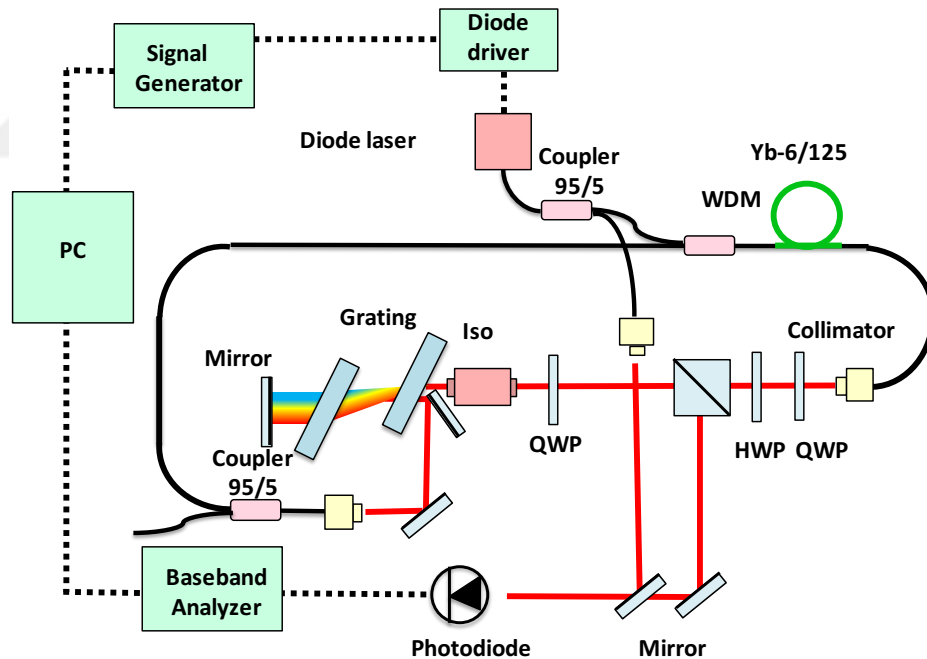 Diode
driver
Signal
Generator
Diode laser
Coupler
95/5
Yb-6/125
WDM
PC
Grating
Iso
Collimator
Mirror
QWP
HWP QWP
Coupler
95/5
Baseband
Analyzer
Photodiode
Mirror